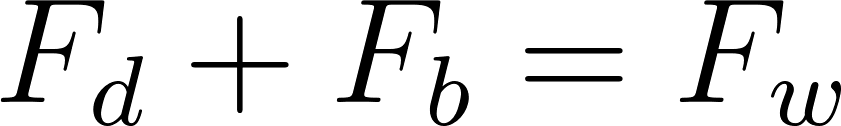 F_d + F_b = F_w